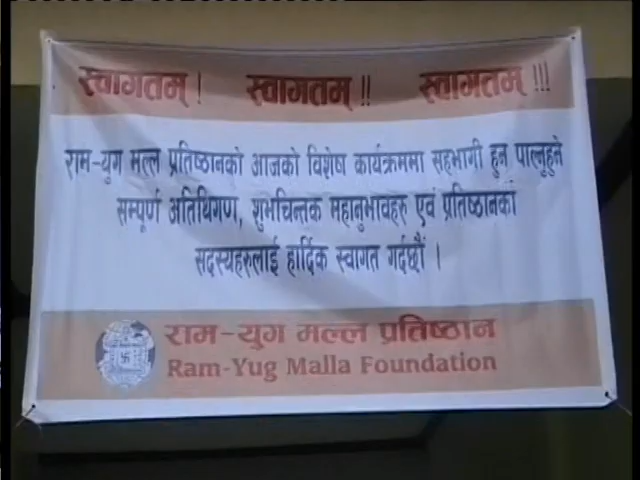 स्वागतम् ! स्वागतम् !! स्वागतम् !!!
राम-युग मल्ल प्रतिष्ठानको आजको विशेष कार्यक्रममा सहभागी हुन पाल्नुहुने
सम्पूर्ण अतिथिगण, शुभचिन्तक महानुभावहरु एवं प्रतिष्ठानका
सदस्यहरुलाई हार्दिक स्वागत गर्दछौं ।
राम-युग मल्ल प्रतिष्ठान
Ram-Yug Malla Foundation